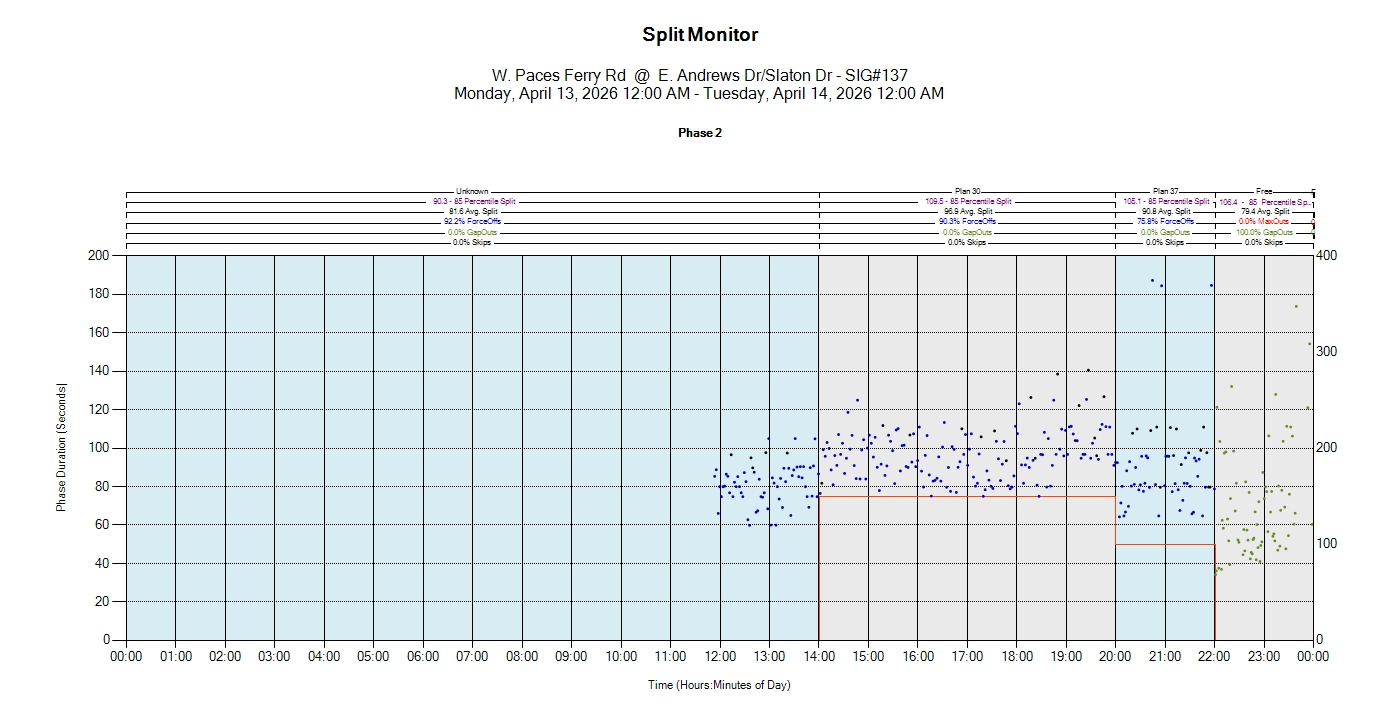 Split Monitor
W. Paces Ferry Rd @ E. Andrews Dr/Slaton Dr - SIG#137
Monday, April 13, 2026 12:00 AM - Tuesday, April 14, 2026 12:00 AM
Phase 2
Unknown Plan 30 Plan 37 Free
90.3 - 85 Percentile Split 109.5 - 85 Percentile Split 105.1 - 85 Percentile Split 106.4 - 85 Percentile Sp..
81.6 Avg. Split 96.9 Avg. Split 90.8 Avg. Split 79.4 Avg. Split
92.2% ForceOffs 90.3% ForceOffs 75.8% ForceOffs 0.0% MaxOuts
0.0% GapOuts 0.0% GapOuts 0.0% GapOuts 100.0% GapOuts
0.0% Skips 0.0% Skips 0.0% Skips 0.0% Skips
200 400
180
160
300
140
120
100 200
80
60
100
40
20
0 0
Phase Duration (Seconds)
00:00 01:00 02:00 03:00 04:00 05:00 06:00 07:00 08:00 09:00 10:00 11:00 12:00 13:00 14:00 15:00 16:00 17:00 18:00 19:00 20:00 21:00 22:00 23:00 00:00
Time (Hours:Minutes of Day)